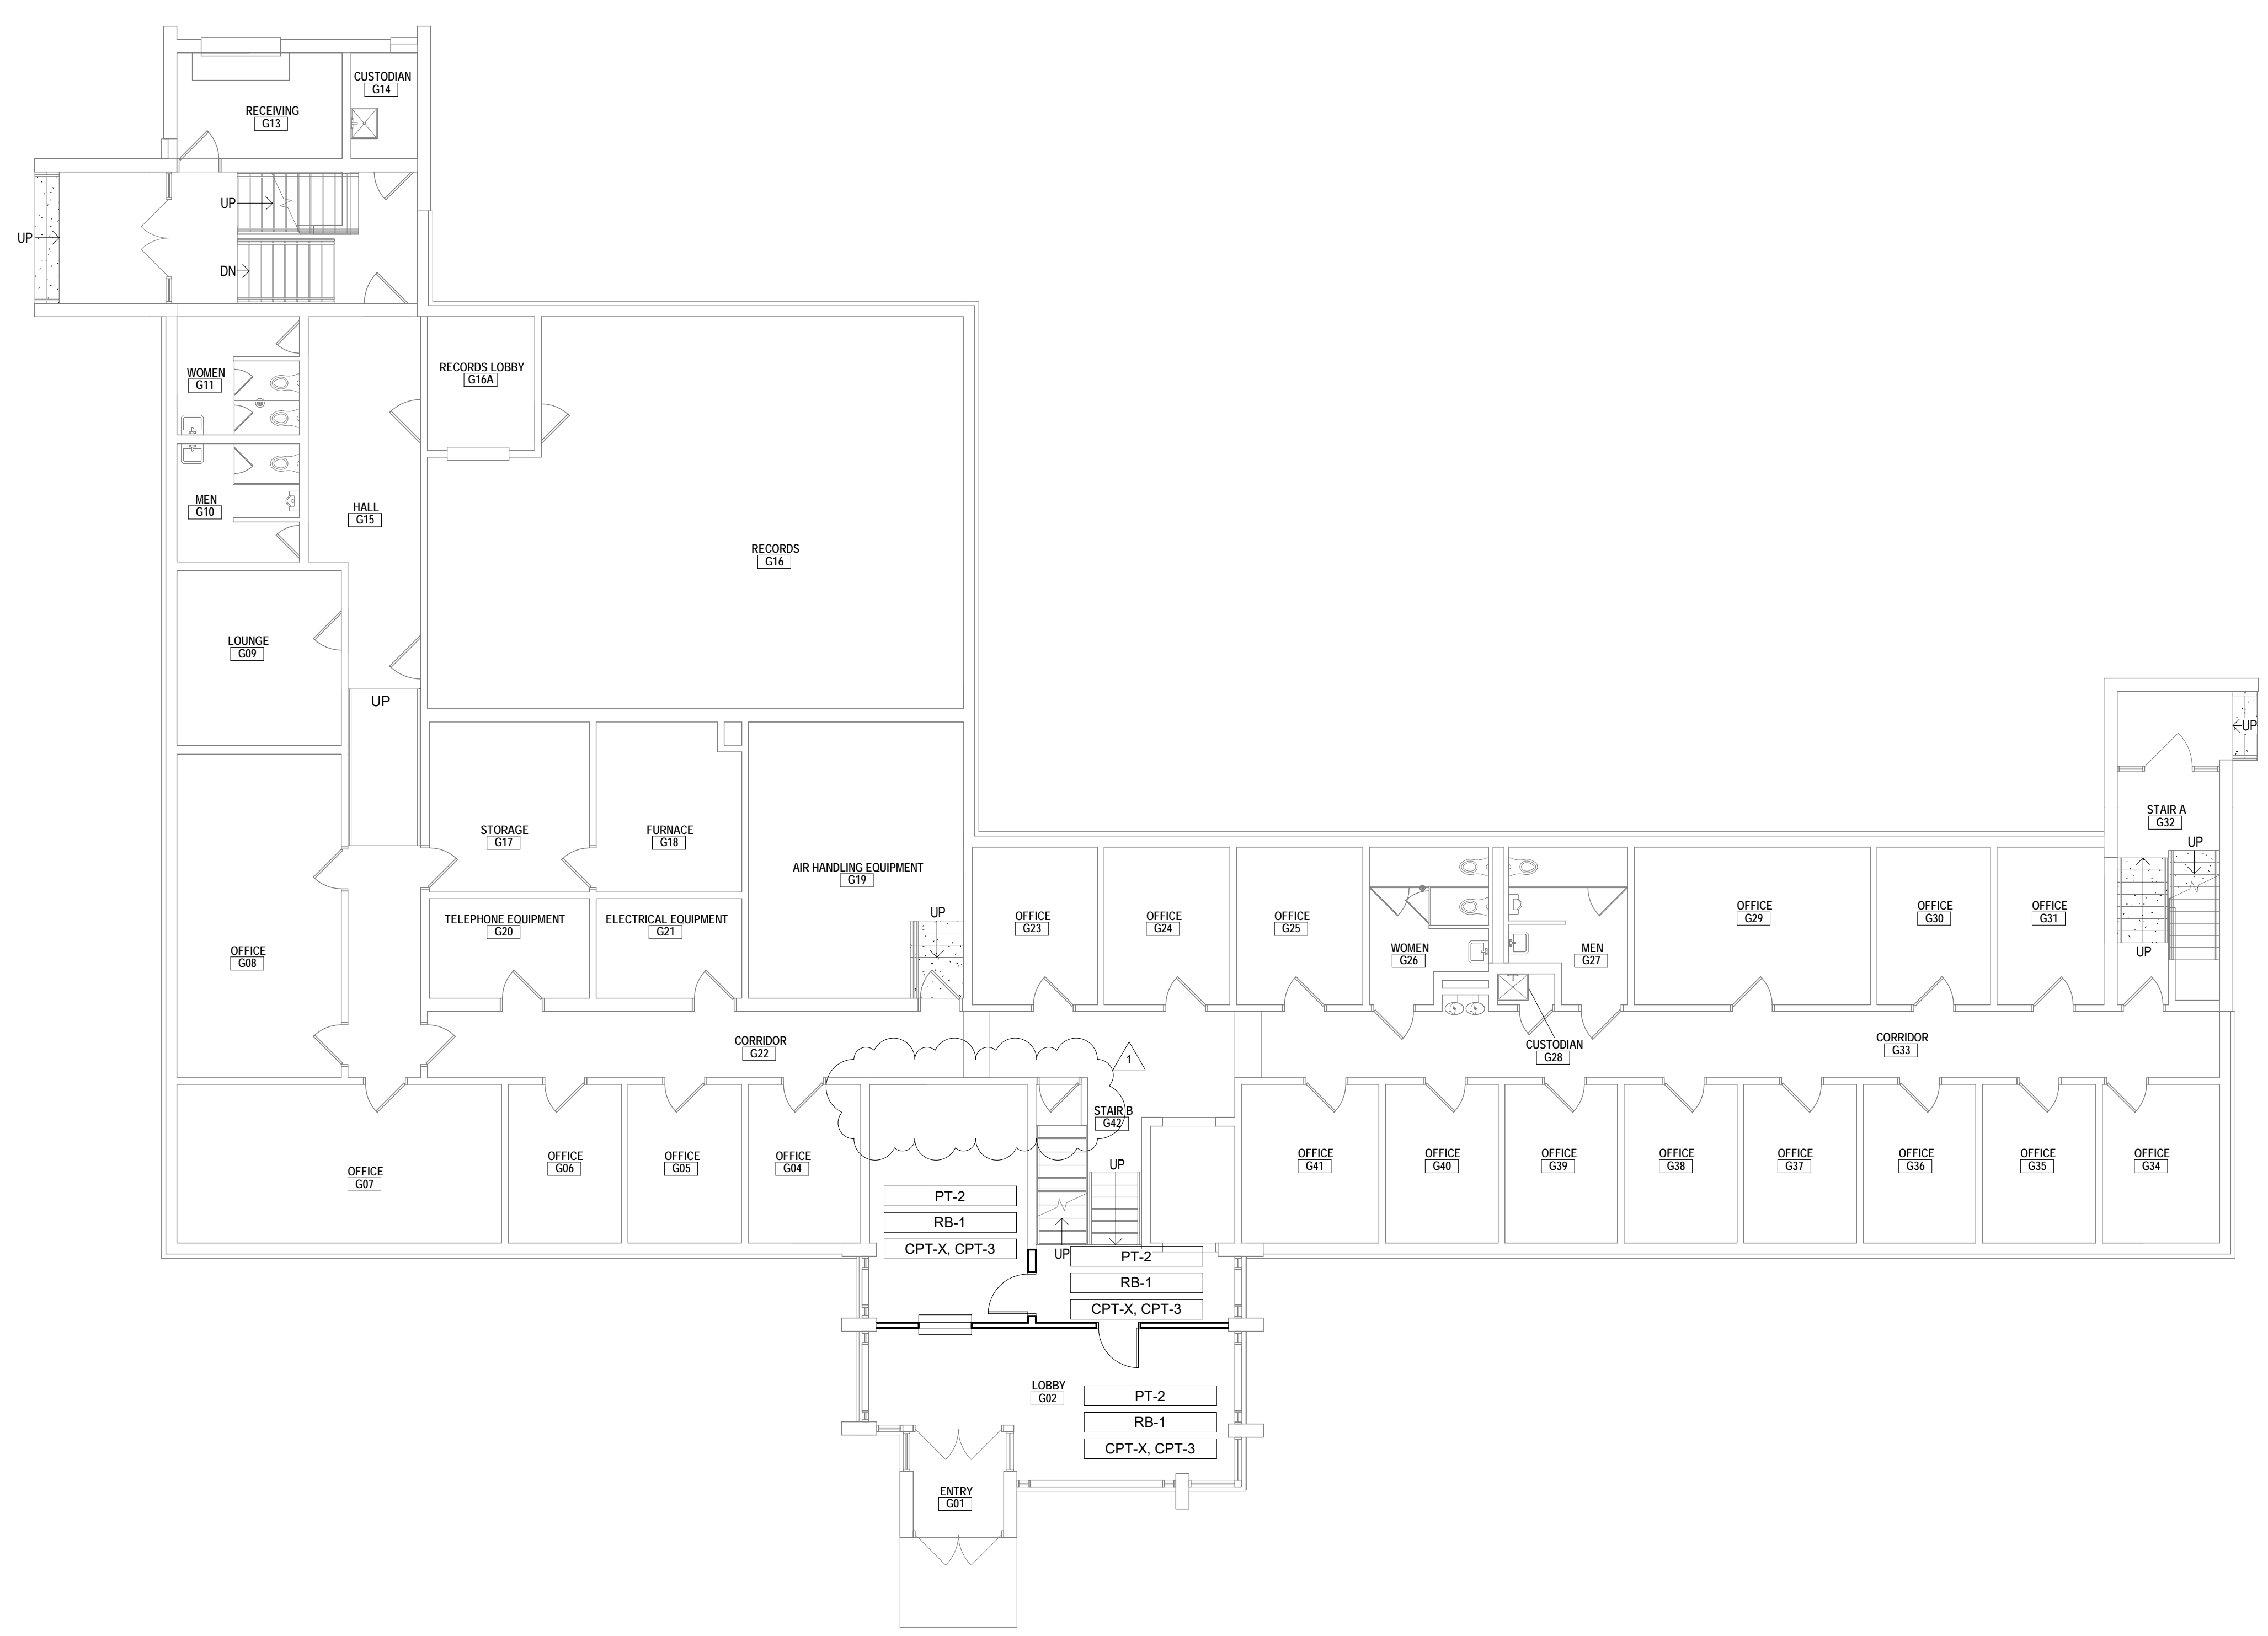 CUSTODIAN
G14
RECEIVING
G13
UP
UP
DN
RECORDS LOBBY
G16A
WOMEN
G11
MEN
G10
HALL
G15
RECORDS
G16
LOUNGE
G09
UP
UP
STAIR A
G32
STORAGE
G17
FURNACE
G18
UP
AIR HANDLING EQUIPMENT
G19
TELEPHONE EQUIPMENT
G20
ELECTRICAL EQUIPMENT
G21
UP
OFFICE
G23
OFFICE
G24
OFFICE
G25
OFFICE
G29
OFFICE
G30
OFFICE
G31
OFFICE
G08
WOMEN
G26
MEN
G27
UP
CORRIDOR
G22
CUSTODIAN
G28
CORRIDOR
G33
1
STAIR B
G42
OFFICE
G07
OFFICE
G06
OFFICE
G05
OFFICE
G04
UP
OFFICE
G41
OFFICE
G40
OFFICE
G39
OFFICE
G38
OFFICE
G37
OFFICE
G36
OFFICE
G35
OFFICE
G34
PT-2
RB-1
CPT-X, CPT-3
UP
PT-2
RB-1
CPT-X, CPT-3
LOBBY
G02
PT-2
RB-1
CPT-X, CPT-3
ENTRY
G01